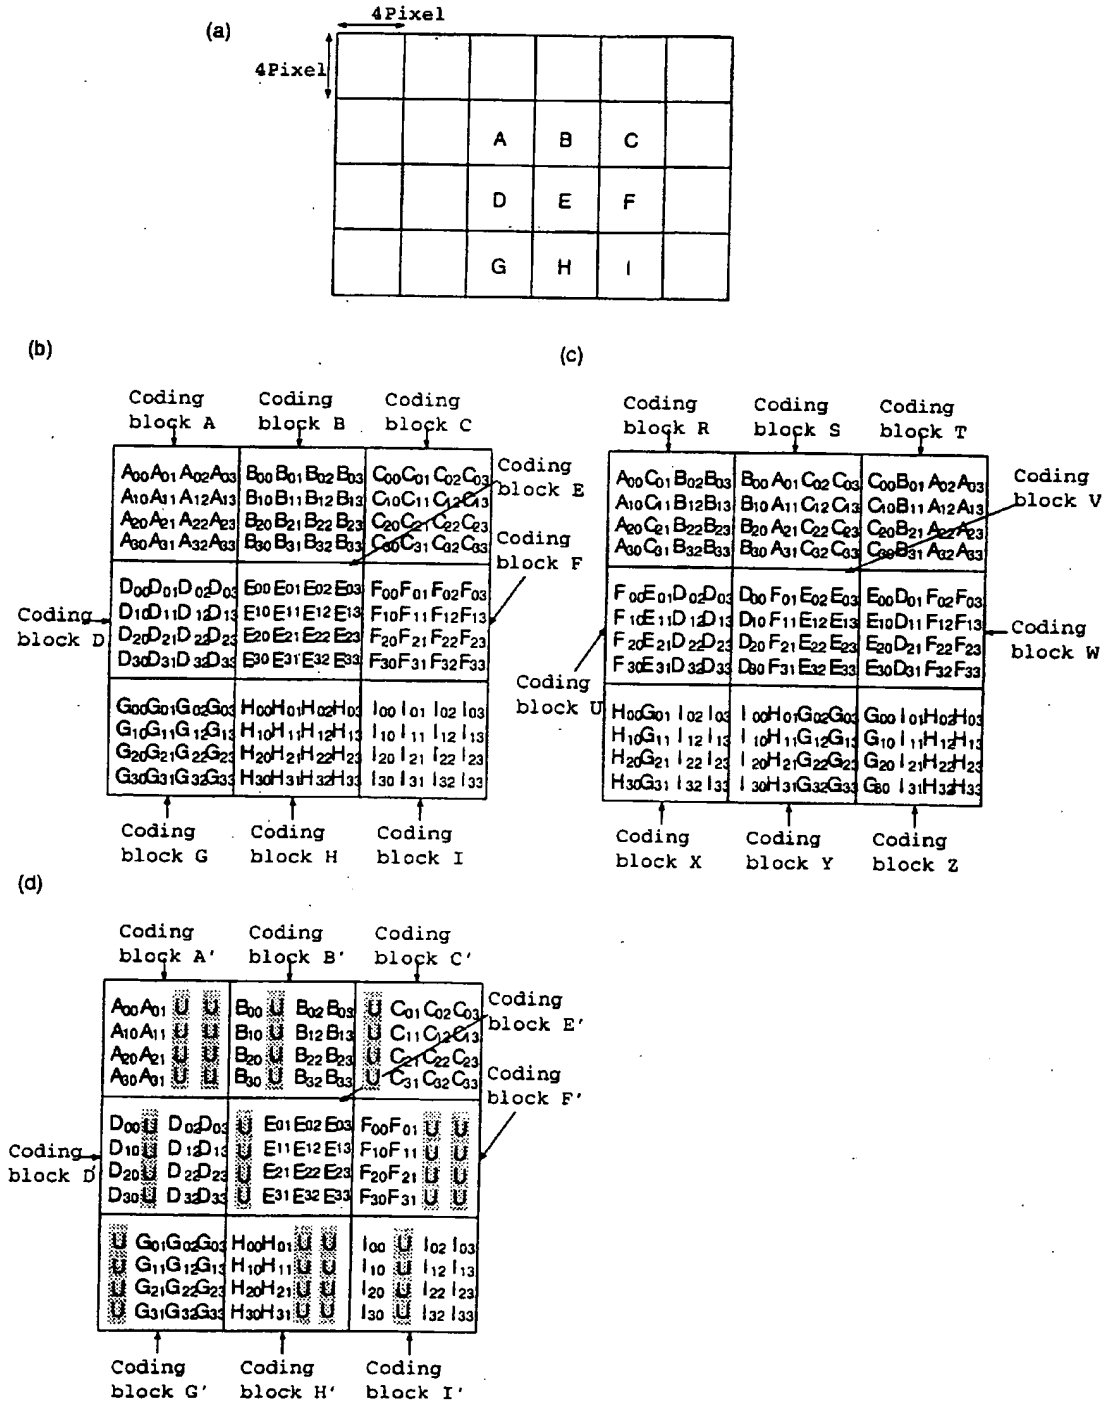 (a)
4Pixel
4Pixel
A B C
D E F
G H I
(b)
Coding block A
Coding block B
Coding block C
Coding block E
Coding block F
Coding block D
A00A01A02A03 B00B01B02B03 C00C01C02C03
A10A11A12A13 B10B11B12B13 C10C11C12C13
A20A21A22A23 B20B21B22B23 C20C21C22C23
A30A31A32A33 B30B31B32B33 C30C31C32C33
D00D01D02D03 E00E01E02E03 F00F01F02F03
D10D11D12D13 E10E11E12E13 F10F11F12F13
D20D21D22D23 E20E21E22E23 F20F21F22F23
D30D31D32D33 E30E31E32E33 F30F31F32F33
G00G01G02G03 H00H01H02H03 I00I01I02I03
G10G11G12G13 H10H11H12H13 I10I11I12I13
G20G21G22G23 H20H21H22H23 I20I21I22I23
G30G31G32G33 H30H31H32H33 I30I31I32I33
Coding block G
Coding block H
Coding block I
(c)
Coding block R
Coding block S
Coding block T
Coding block V
Coding block W
Coding block U
A00C01B02B03 B00A01C02C03 C00B01A02A03
A10C11B12B13 B10A11C12C13 C10B11A12A13
A20C21B22B23 B20A21C22C23 C20B21A22A23
A30C31B32B33 B30A31C32C33 C30B31A32A33
F00E01D02D03 D00F01E02E03 E00D01F02F03
F10E11D12D13 D10F11E12E13 E10D11F12F13
F20E21D22D23 D20F21E22E23 E20D21F22F23
F30E31D32D33 D30F31E32E33 E30D31F32F33
H00G01I02I03 I00H01G02G03 G00I01H02H03
H10G11I12I13 I10H11G12G13 G10I11H12H13
H20G21I22I23 I20H21G22G23 G20I21H22H23
H30G31I32I33 I30H31G32G33 G30I31H32H33
Coding block X
Coding block Y
Coding block Z
(d)
Coding block A'
Coding block B'
Coding block C'
Coding block E'
Coding block F'
Coding block D'
A00A01 U U B00 U B02B03 U C01C02C03
A10A11 U U B10 U B12B13 U C11C12C13
A20A21 U U B20 U B22B23 U C21C22C23
A30A31 U U B30 U B32B33 U C31C32C33
D00 U D02D03 U E01E02E03 F00F01 U U
D10 U D12D13 U E11E12E13 F10F11 U U
D20 U D22D23 U E21E22E23 F20F21 U U
D30 U D32D33 U E31E32E33 F30F31 U U
U G01G02G03 H00H01 U U I00 U I02I03
U G11G12G13 H10H11 U U I10 U I12I13
U G21G22G23 H20H21 U U I20 U I22I23
U G31G32G33 H30H31 U U I30 U I32I33
Coding block G'
Coding block H'
Coding block I'